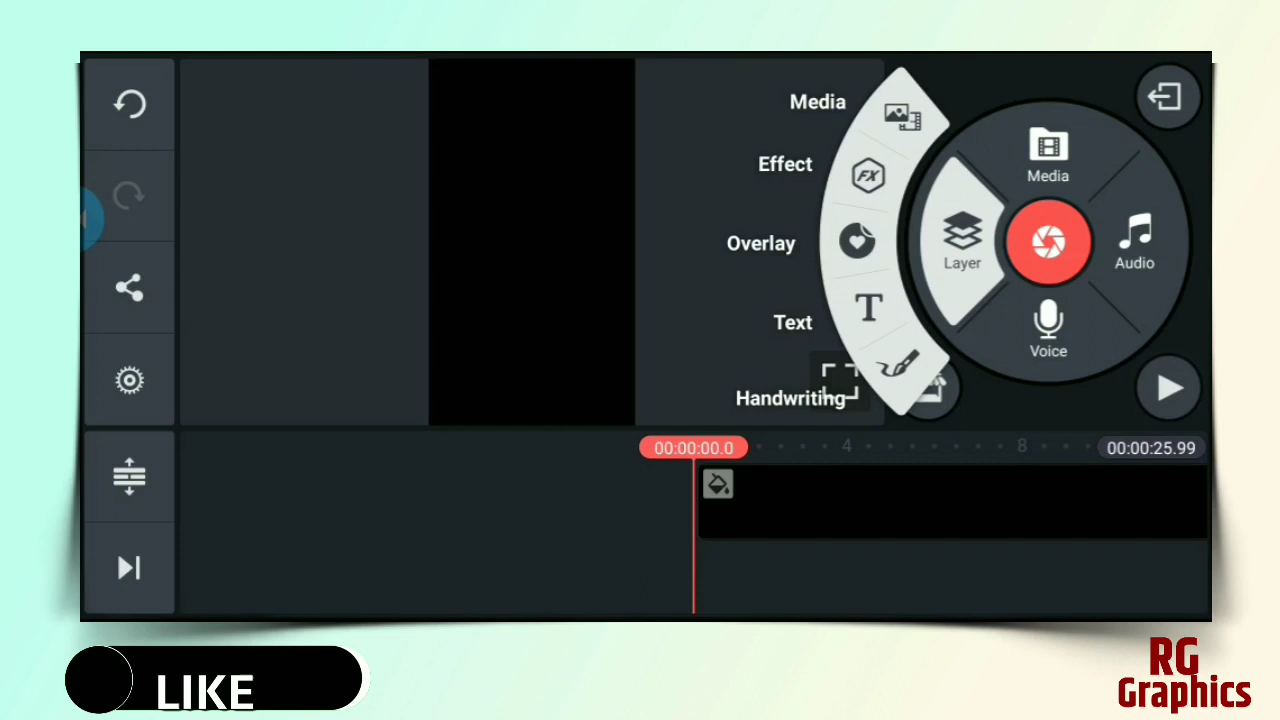 Media
Effect
Overlay
Text
Handwriting
FX
T
Media
Layer
Audio
Voice
00:00:00.0
4
8
00:00:25.99
LIKE
RG
Graphics